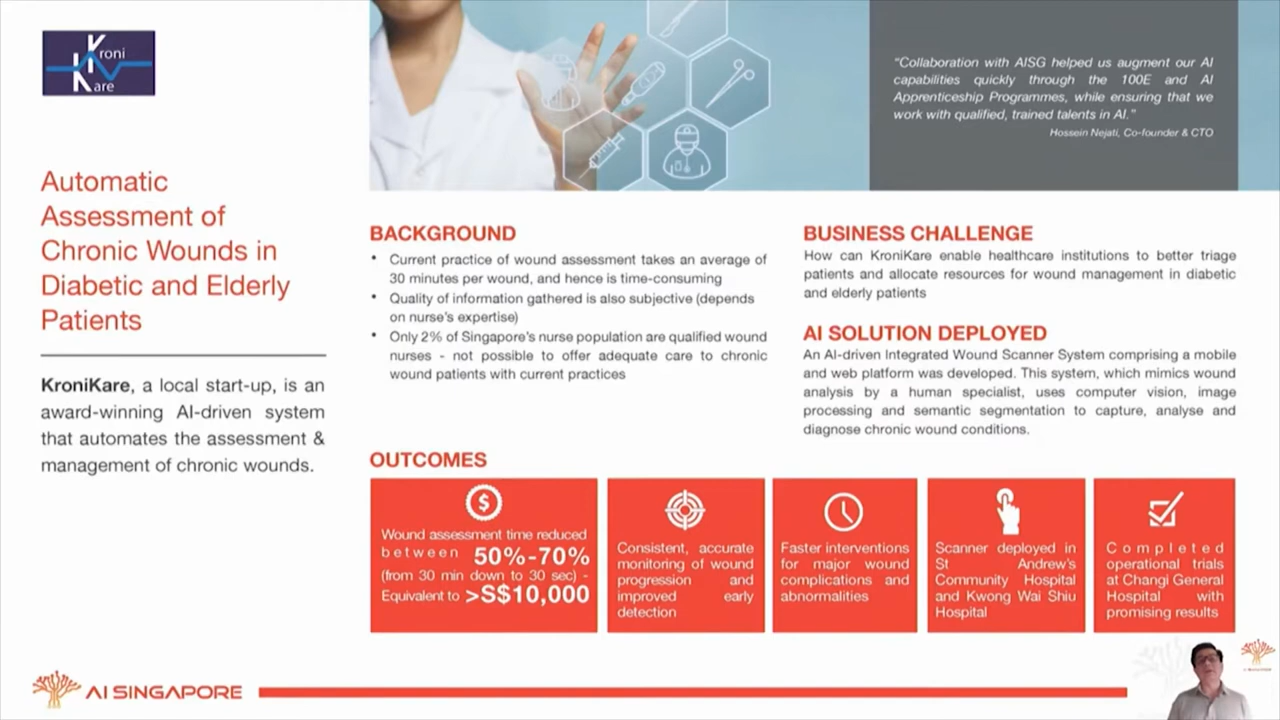 Kroni
Kare
Automatic
Assessment of
Chronic Wounds in
Diabetic and Elderly
Patients
KroniKare, a local start-up, is an
award-winning AI-driven system
that automates the assessment &
management of chronic wounds.
"Collaboration with AISG helped us augment our AI
capabilities quickly through the 100E and AI
Apprenticeship Programmes, while ensuring that we
work with qualified, trained talents in AI."
Hossein Nejati, Co-founder & CTO
BACKGROUND
• Current practice of wound assessment takes an average of
30 minutes per wound, and hence is time-consuming
• Quality of information gathered is also subjective (depends
on nurse's expertise)
• Only 2% of Singapore's nurse population are qualified wound
nurses - not possible to offer adequate care to chronic
wound patients with current practices
BUSINESS CHALLENGE
How can KroniKare enable healthcare institutions to better triage
patients and allocate resources for wound management in diabetic
and elderly patients
AI SOLUTION DEPLOYED
An AI-driven Integrated Wound Scanner System comprising a mobile
and web platform was developed. This system, which mimics wound
analysis by a human specialist, uses computer vision, image
processing and semantic segmentation to capture, analyse and
diagnose chronic wound conditions.
OUTCOMES
$
Wound assessment time reduced
between 50%-70%
(from 30 min down to 30 sec) -
Equivalent to >S$10,000
Consistent, accurate
monitoring of wound
progression and
improved early
detection
Faster interventions
for major wound
complications and
abnormalities
Scanner deployed in
St Andrew's
Community Hospital
and Kwong Wai Shiu
Hospital
Completed
operational trials
at Changi General
Hospital with
promising results
AI SINGAPORE